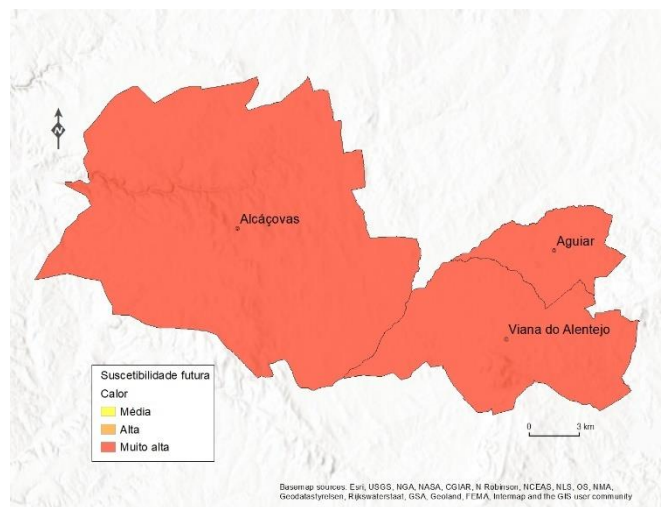 N
Alcáçovas
Aguiar
Viana do Alentejo
Suscetibilidade futura
Calor
Média
Alta
Muito alta
0 3 km
Basemap sources: Esri, USGS, NGA, NASA, CGIAR, N Robinson, NCEAS, NLS, OS, NMA,
Geodatastyrelsen, Rijkswaterstaat, GSA, Geoland, FEMA, Intermap and the GIS user community